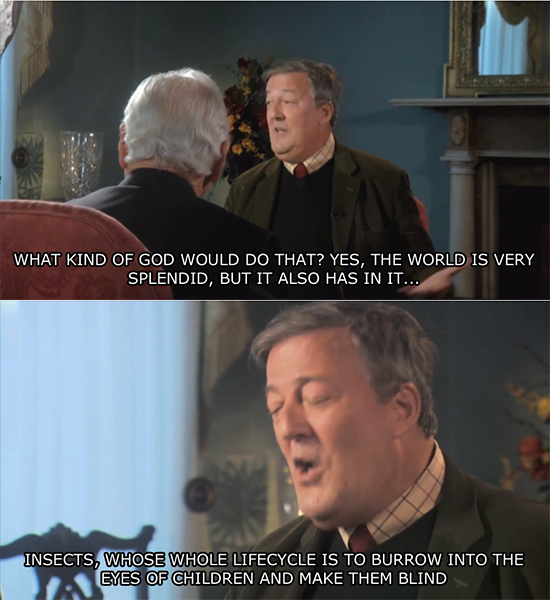 WHAT KIND OF GOD WOULD DO THAT? YES, THE WORLD IS VERY
SPLENDID, BUT IT ALSO HAS IN IT...
INSECTS, WHOSE WHOLE LIFECYCLE IS TO BURROW INTO THE
EYES OF CHILDREN AND MAKE THEM BLIND